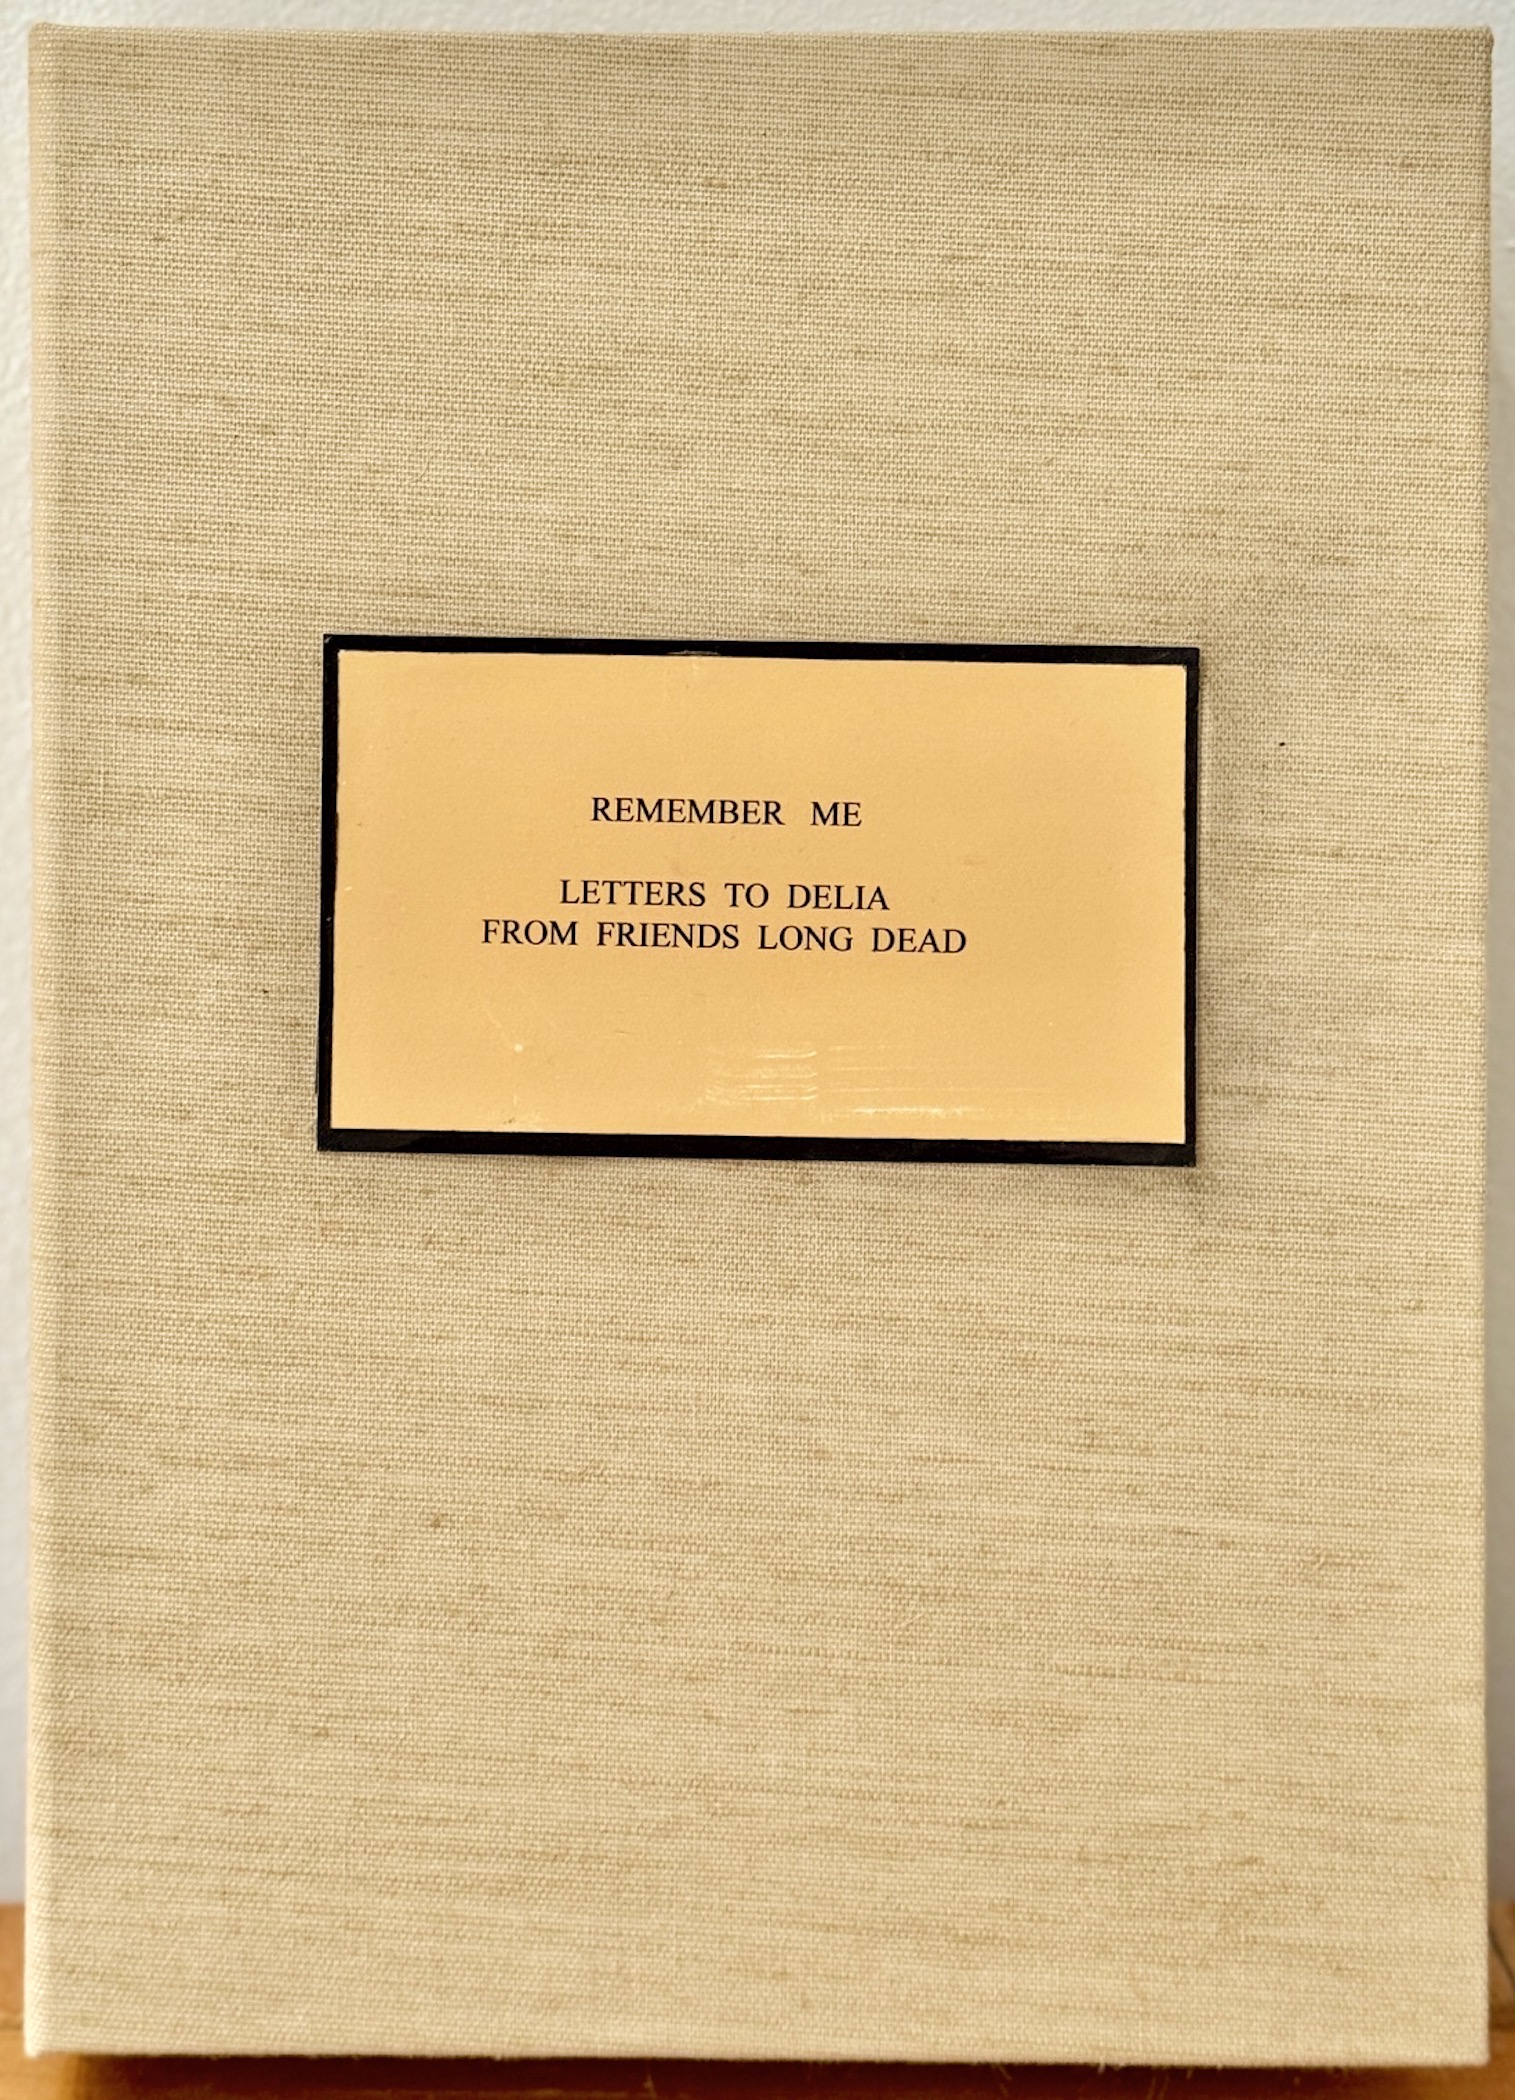 REMEMBER ME
LETTERS TO DELIA
FROM FRIENDS LONG DEAD